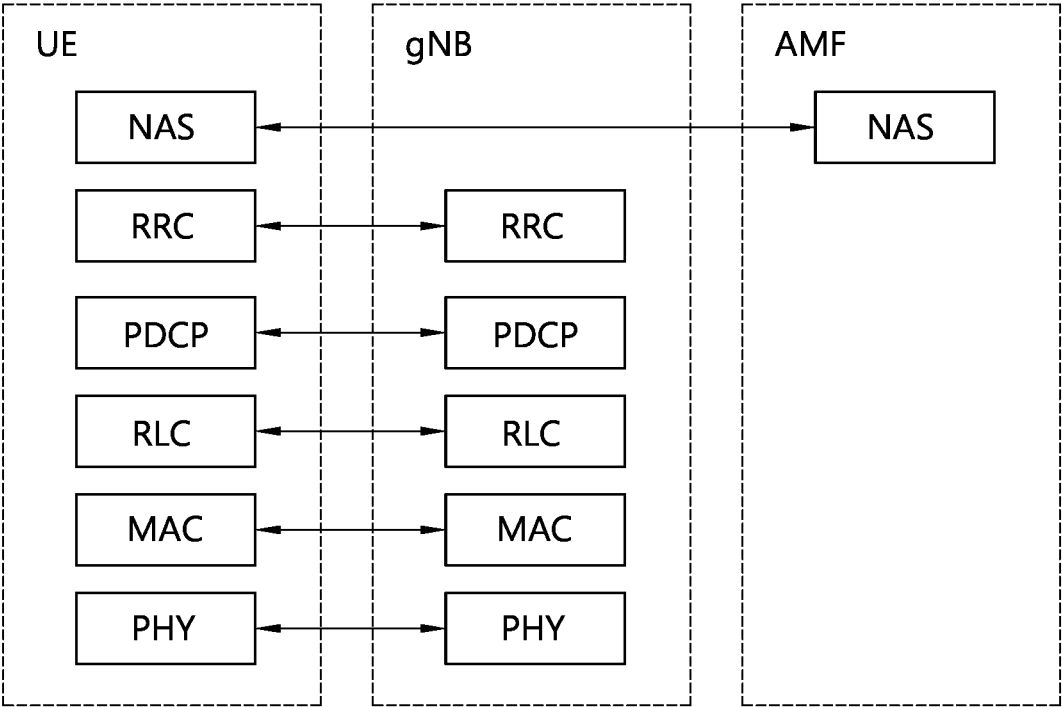 UE gNB AMF
NAS NAS
RRC RRC
PDCP PDCP
RLC RLC
MAC MAC
PHY PHY